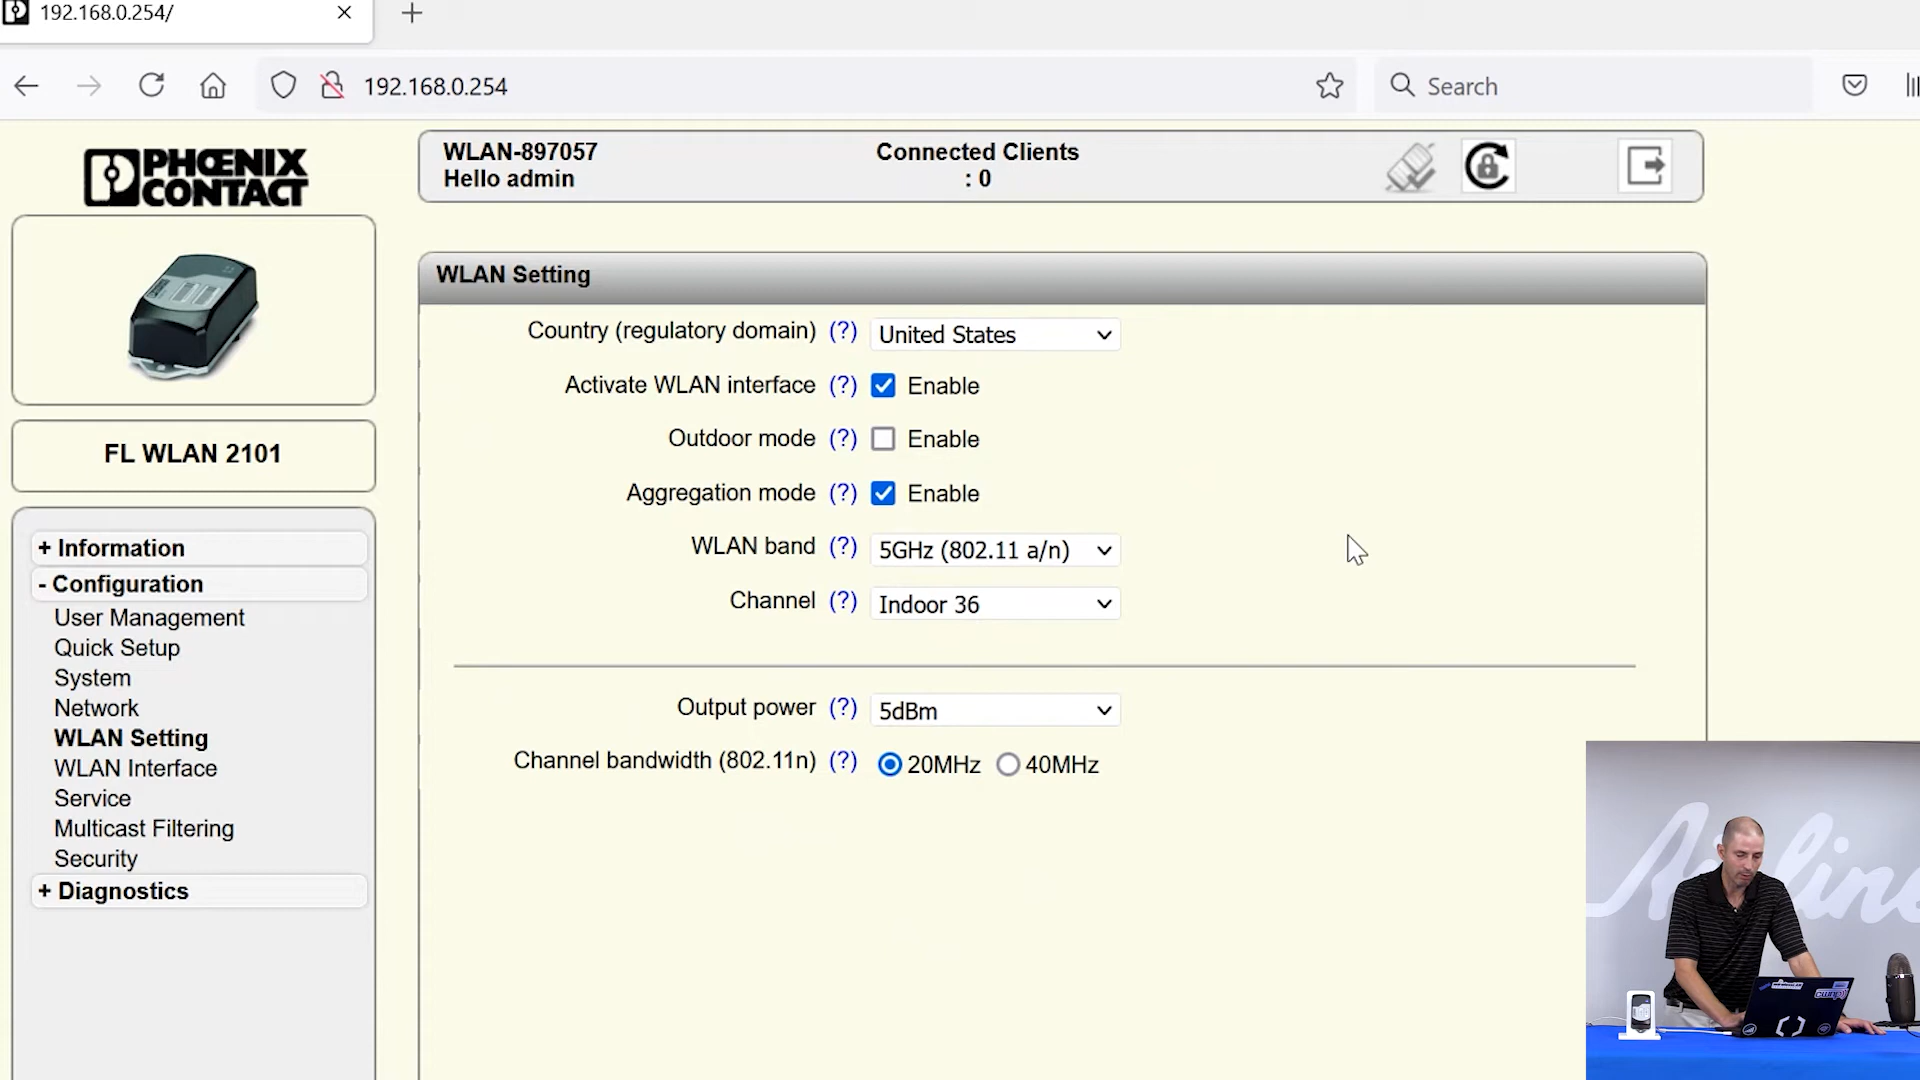 192.168.0.254/
192.168.0.254
Search
PHŒNIX
CONTACT
WLAN-897057
Hello admin
Connected Clients
: 0
FL WLAN 2101
+ Information
- Configuration
User Management
Quick Setup
System
Network
WLAN Setting
WLAN Interface
Service
Multicast Filtering
Security
+ Diagnostics
WLAN Setting
Country (regulatory domain) (?) United States
Activate WLAN interface (?) Enable
Outdoor mode (?) Enable
Aggregation mode (?) Enable
WLAN band (?) 5GHz (802.11 a/n)
Channel (?) Indoor 36
Output power (?) 5dBm
Channel bandwidth (802.11n) (?) 20MHz 40MHz